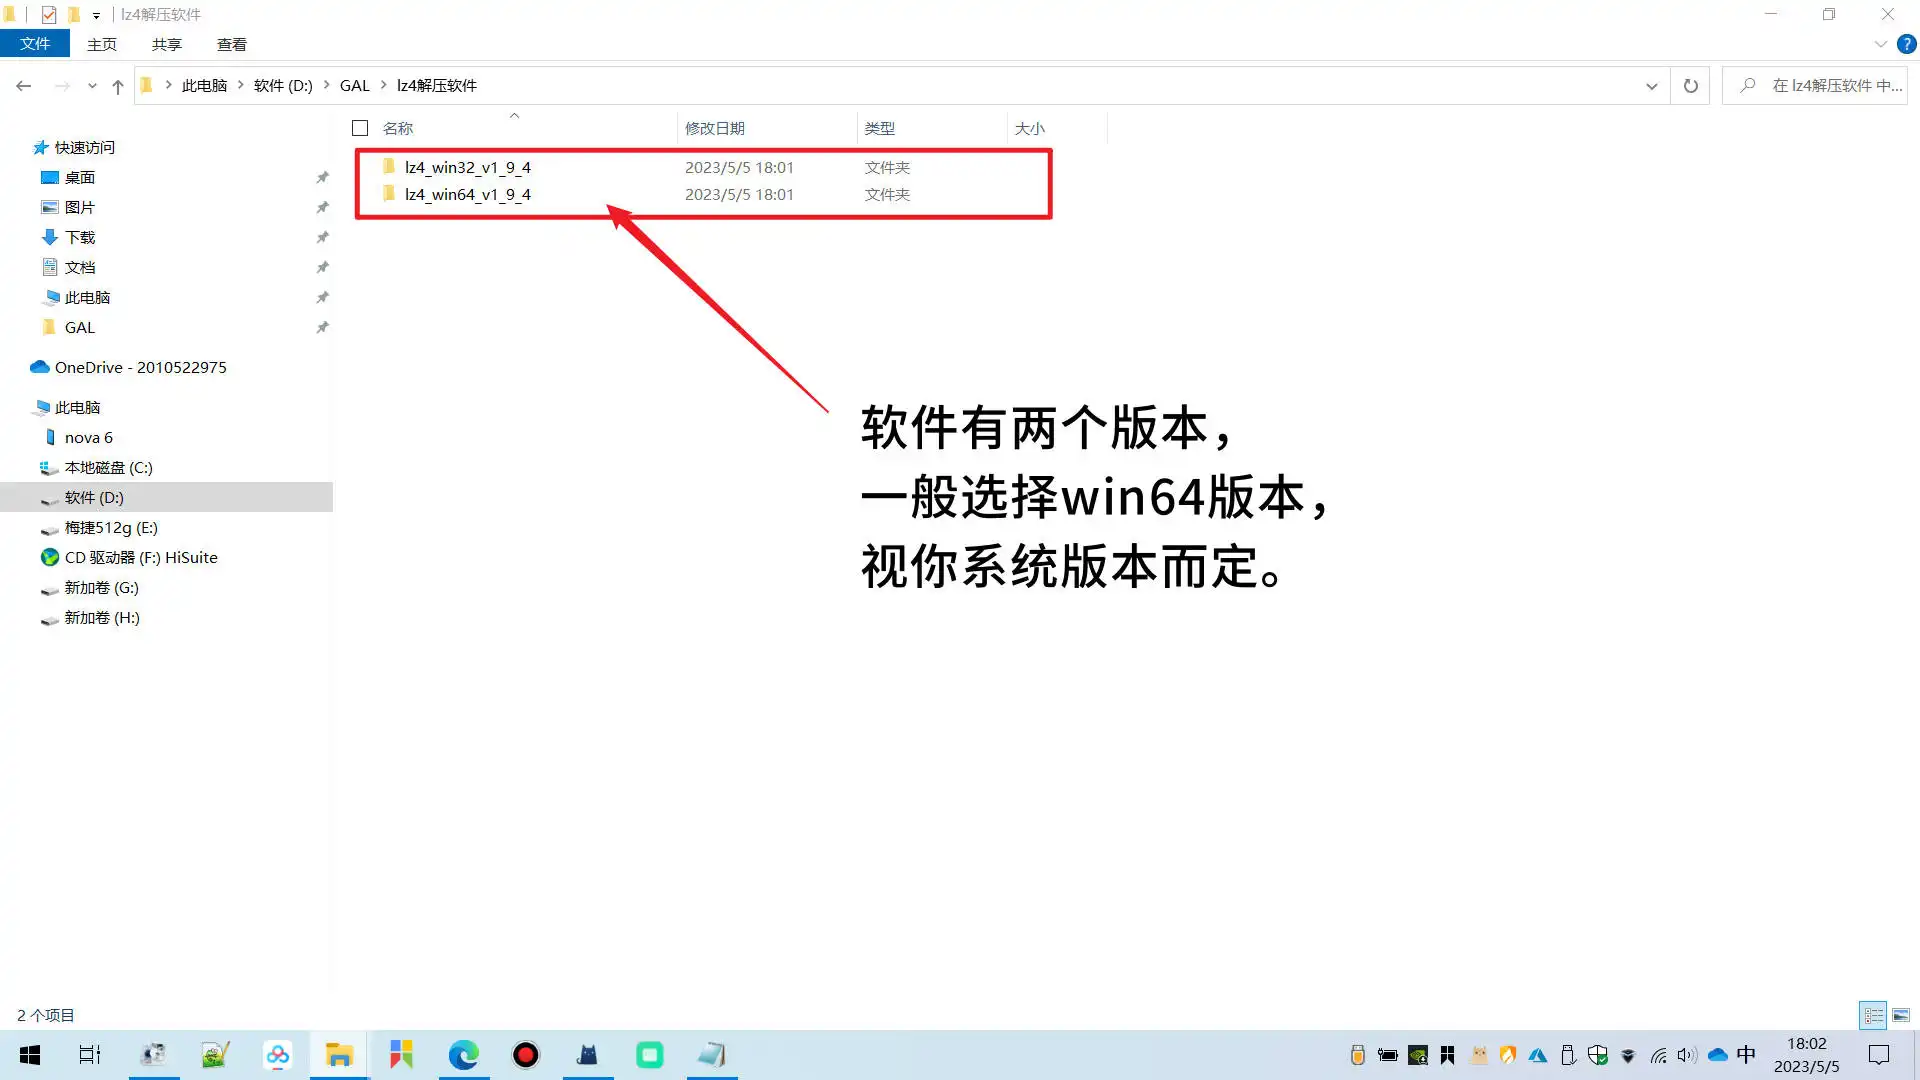 lz4解压软件
文件 主页 共享 查看
此电脑 软件 (D:) GAL lz4解压软件
在 lz4解压软件 中...
名称 修改日期 类型 大小
lz4_win32_v1_9_4 2023/5/5 18:01 文件夹
lz4_win64_v1_9_4 2023/5/5 18:01 文件夹
快速访问
桌面
图片
下载
文档
此电脑
GAL
OneDrive - 2010522975
此电脑
nova 6
本地磁盘 (C:)
软件 (D:)
梅捷512g (E:)
CD 驱动器 (F:) HiSuite
新加卷 (G:)
新加卷 (H:)
软件有两个版本，
一般选择win64版本，
视你系统版本而定。
2 个项目
中
18:02
2023/5/5